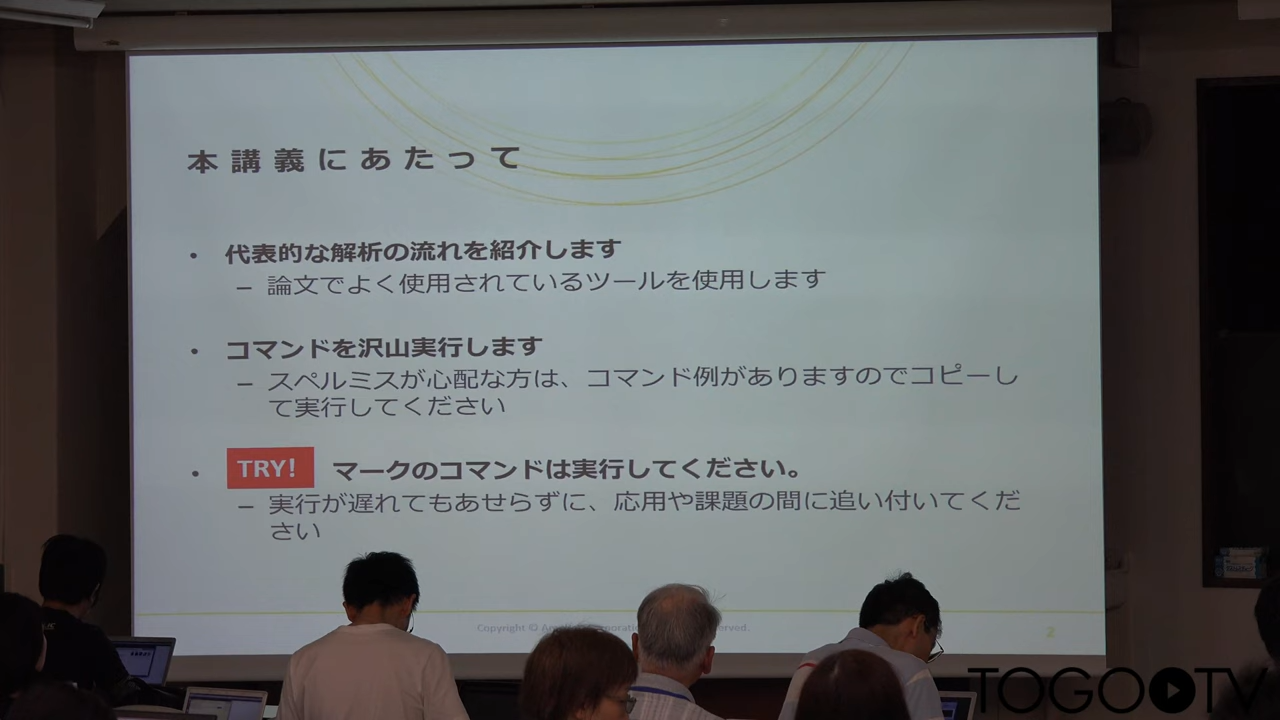 本講義にあたって
• 代表的な解析の流れを紹介します
– 論文でよく使用されているツールを使用します
• コマンドを沢山実行します
– スペルミスが心配な方は、コマンド例がありますのでコピーし
て実行してください
• TRY! マークのコマンドは実行してください。
– 実行が遅れてもあせらずに、応用や課題の間に追い付いてくだ
さい
Copyright ©
2
TOGO TV